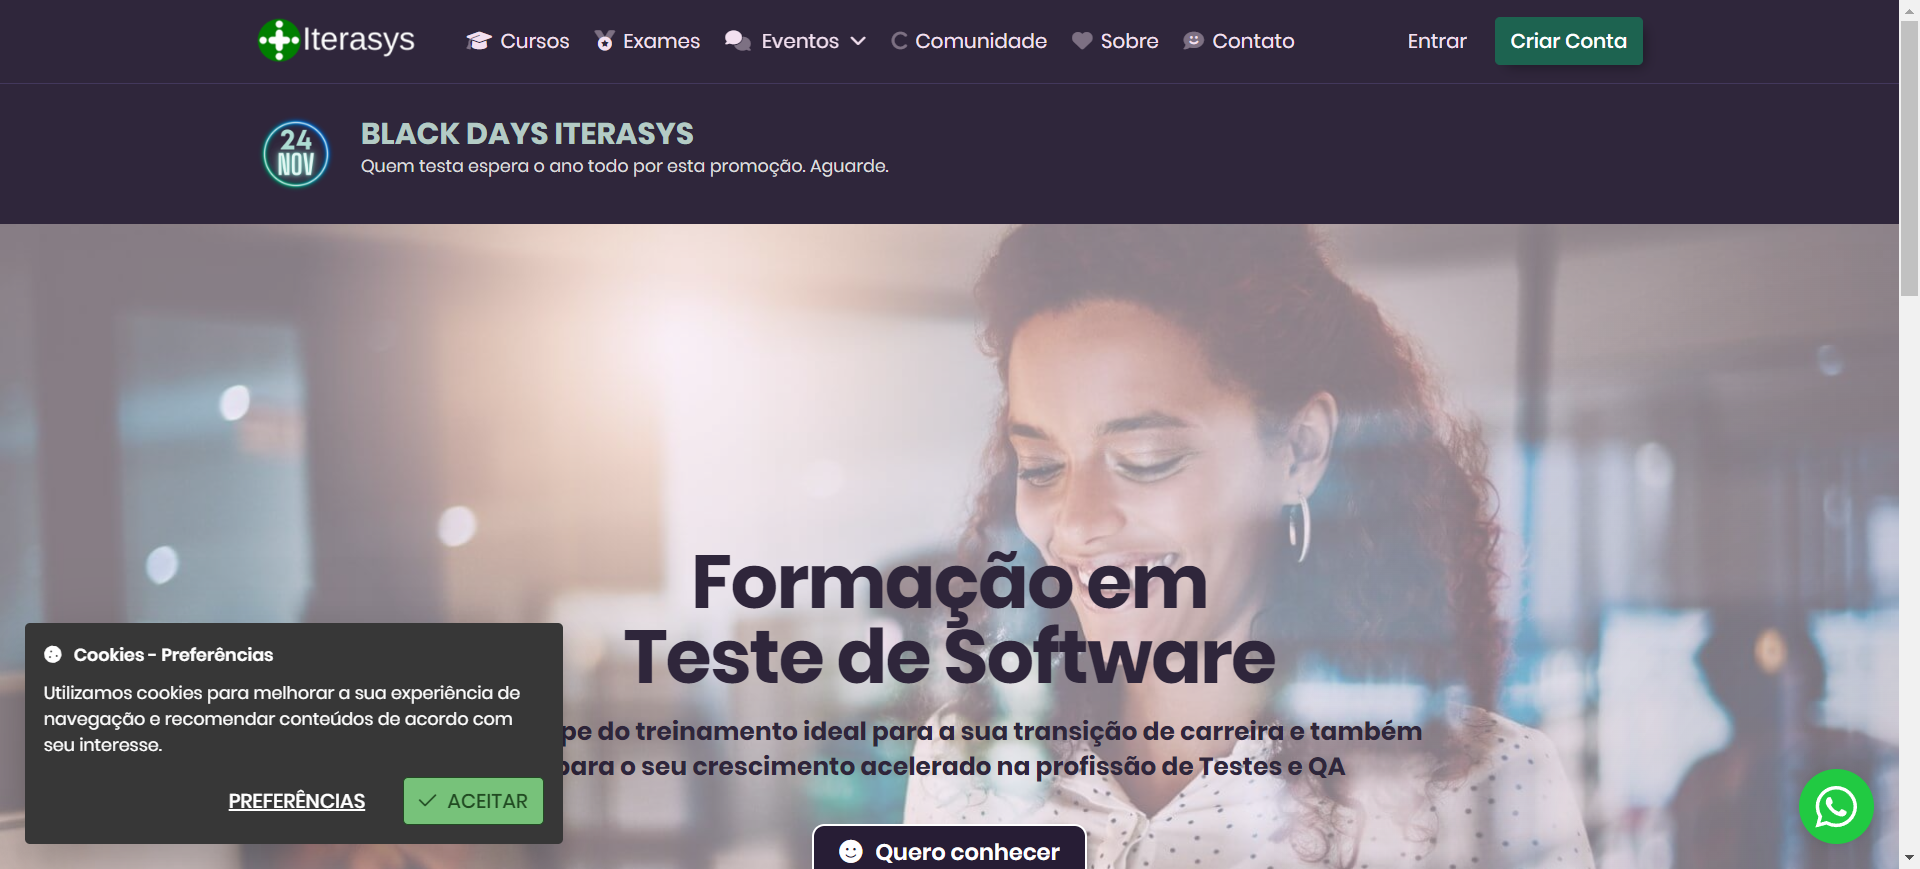 Iterasys
Cursos
Exames
Eventos
Comunidade
Sobre
Contato
Entrar
Criar Conta
24
NOV
BLACK DAYS ITERASYS
Quem testa espera o ano todo por esta promoção. Aguarde.
Formação em
Teste de Software
do treinamento ideal para a sua transição de carreira e também
para o seu crescimento acelerado na profissão de Testes e QA
Quero conhecer
Cookies - Preferências
Utilizamos cookies para melhorar a sua experiência de
navegação e recomendar conteúdos de acordo com
seu interesse.
PREFERÊNCIAS
ACEITAR